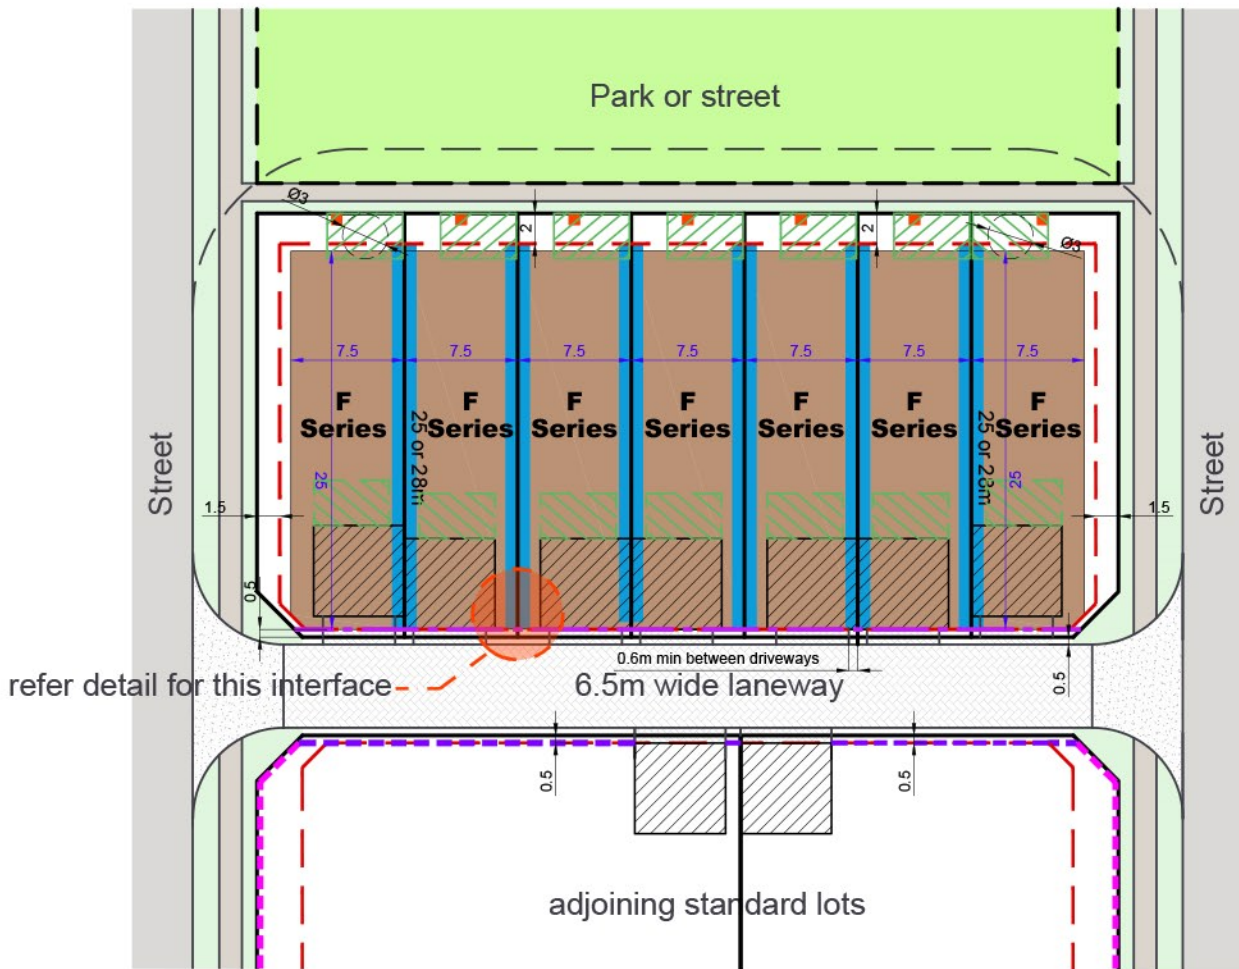 Park or street
Ø3
2
2
Ø3
7.5
7.5
7.5
7.5
7.5
7.5
7.5
F
Series
F
Series
F
Series
F
Series
F
Series
F
Series
F
Series
25 or 28m
25 or 28m
25
25
Street
Street
1.5
1.5
0.5
0.6m min between driveways
refer detail for this interface
6.5m wide laneway
0.5
0.5
0.5
adjoining standard lots